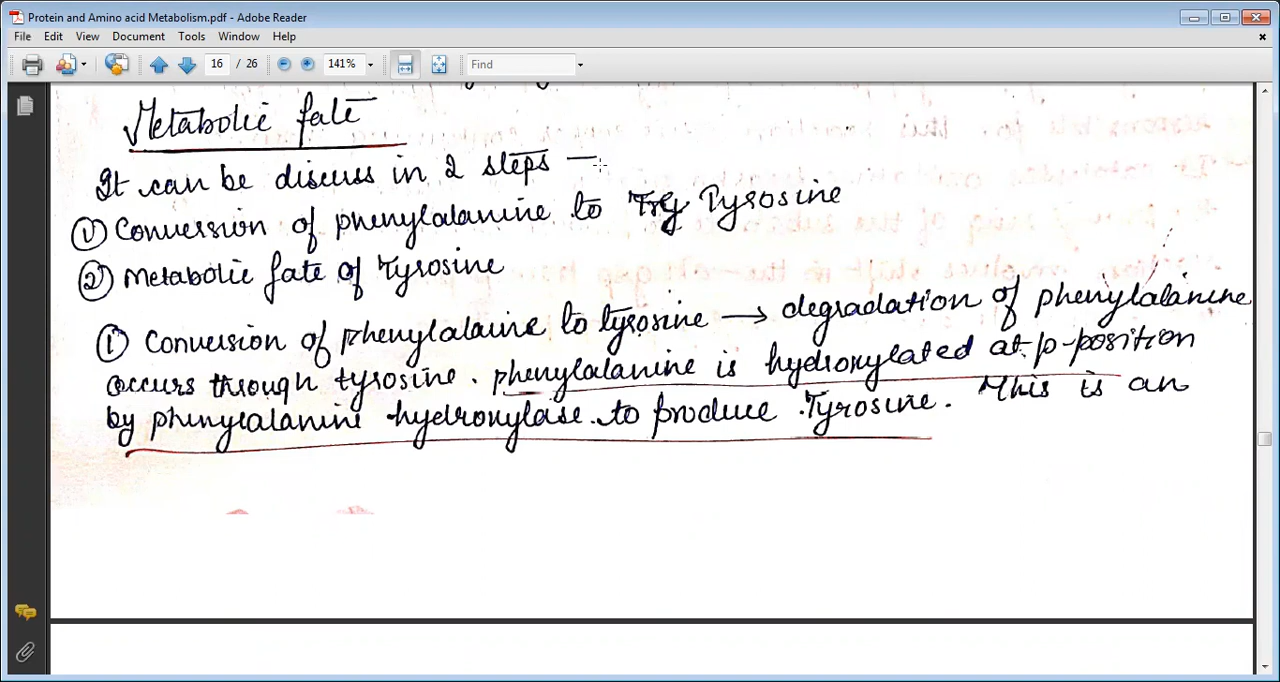 Protein and Amino acid Metabolism.pdf - Adobe Reader
File Edit View Document Tools Window Help
16 / 26 141% Find
Metabolic fate
It can be discuss in 2 steps —
① Conversion of phenylalanine to Tyrosine
② Metabolic fate of Tyrosine
① Conversion of phenylalanine to tyrosine → degradation of phenylalanine
occurs through tyrosine. phenylalanine is hydroxylated at p-position
by phenylalanine hydroxylase to produce Tyrosine. This is an